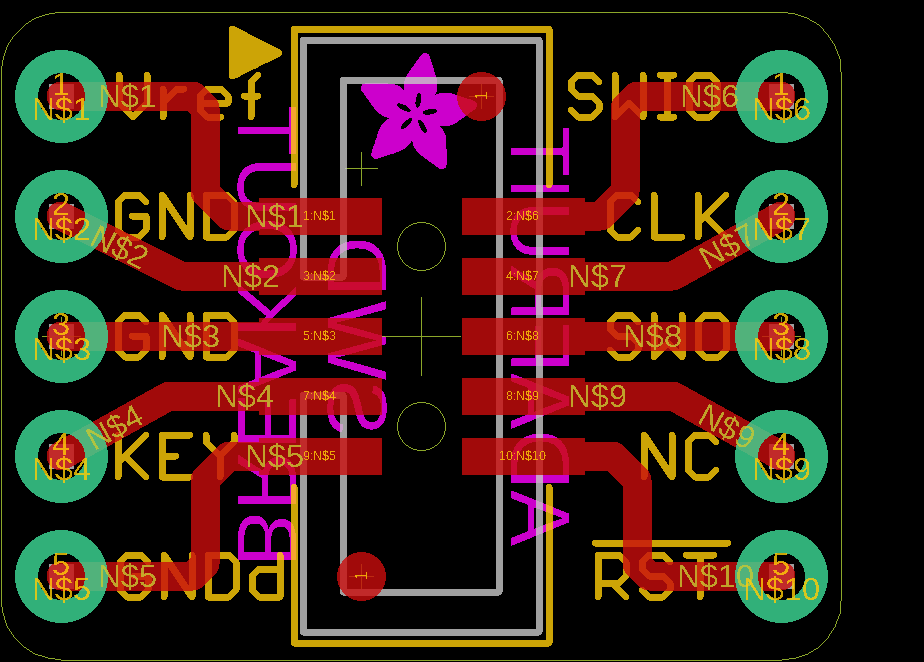 1
N$1
Vref
N$1
1
SWIO
N$6
1
N$6
2
N$2
GND
N$1
1:N$1
2:N$6
CLK
2
N$7
N$2
N$2
3:N$2
4:N$7
N$7
N$7
3
N$3
GND
N$3
5:N$3
6:N$8
SWO
N$8
3
N$8
N$4
N$4
7:N$4
8:N$9
N$9
N$9
4
N$4
KEY
N$5
9:N$5
10:N$10
NC
4
N$9
5
N$5
GNDd
N$5
1
RST
N$10
5
N$10
BREAKOUT
SWD
ADAFRUIT